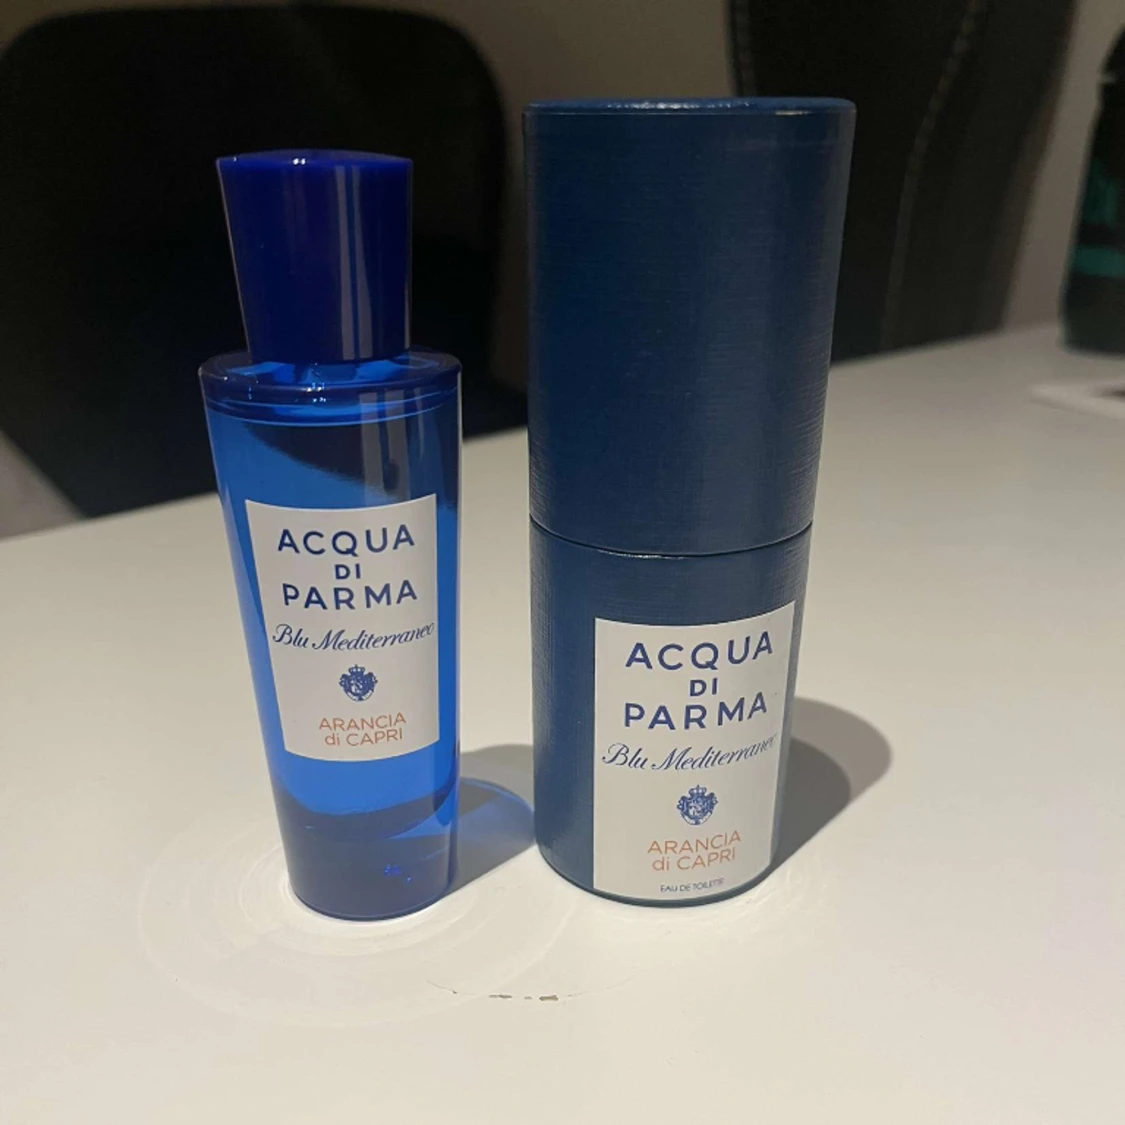 ACQUA
DI
PARMA
Blu Mediterraneo
ARANCIA
di CAPRI
ACQUA
DI
PARMA
Blu Mediterraneo
ARANCIA
di CAPRI
EAU DE TOILETTE